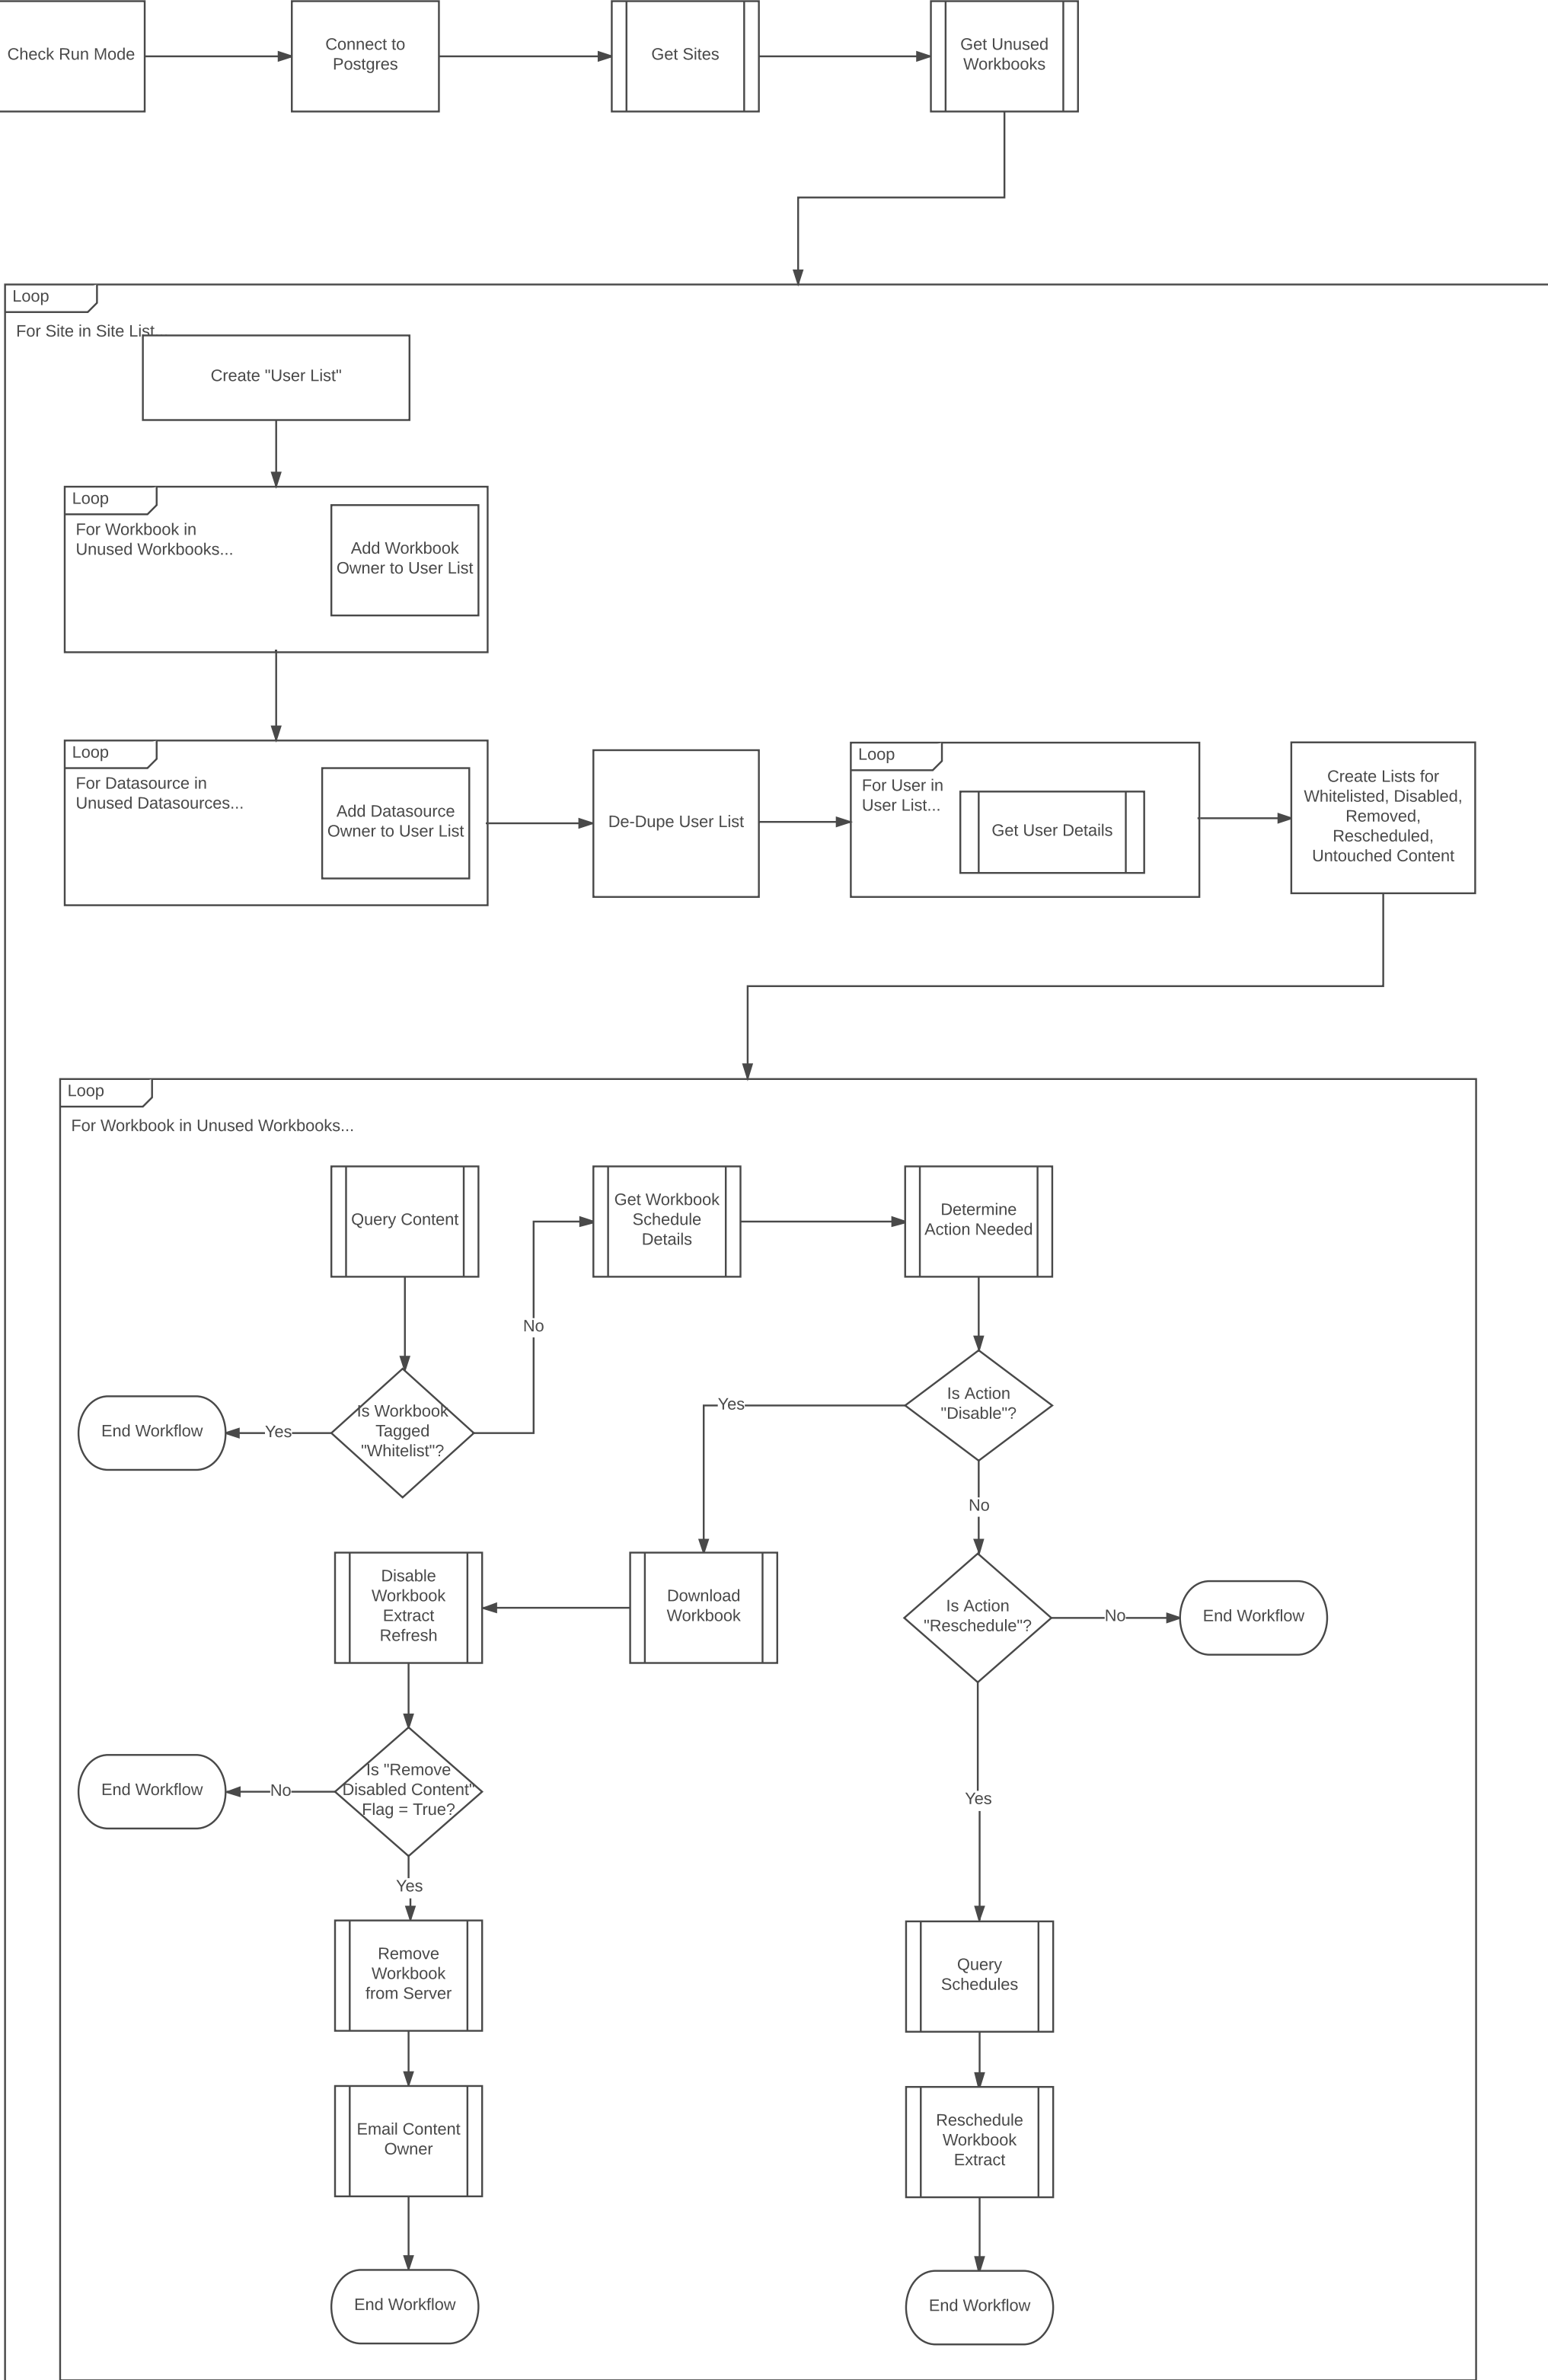 Check Run Mode
Connect to
Postgres
Get Sites
Get Unused
Workbooks
Loop
For Site in Site List
Create "User List"
Loop
For Workbook in
Unused Workbooks...
Add Workbook
Owner to User List
Loop
For Datasource in
Unused Datasources...
Add Datasource
Owner to User List
De-Dupe User List
Loop
For User in
User List...
Get User Details
Create Lists for
Whitelisted, Disabled,
Removed,
Rescheduled,
Untouched Content
Loop
For Workbook in Unused Workbooks...
Query Content
Get Workbook
Schedule
Details
Determine
Action Needed
No
Is Action
"Disable"?
Yes
End Workflow
Yes
Is Workbook
Tagged
"Whitelist"?
No
Disable
Workbook
Extract
Refresh
Download
Workbook
Is Action
"Reschedule"?
No
End Workflow
End Workflow
No
Is "Remove
Disabled Content"
Flag = True?
Yes
Yes
Remove
Workbook
from Server
Query
Schedules
Email Content
Owner
Reschedule
Workbook
Extract
End Workflow
End Workflow